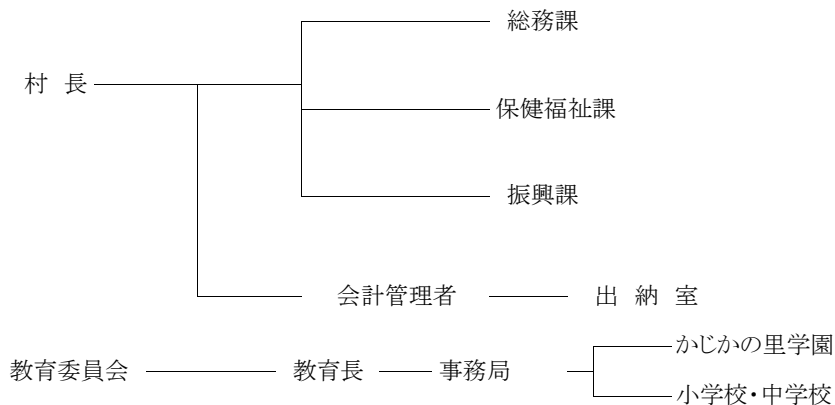 総務課
村 長
保健福祉課
振興課
会計管理者 出 納 室
かじかの里学園
教育委員会 教育長 事務局
小学校・中学校